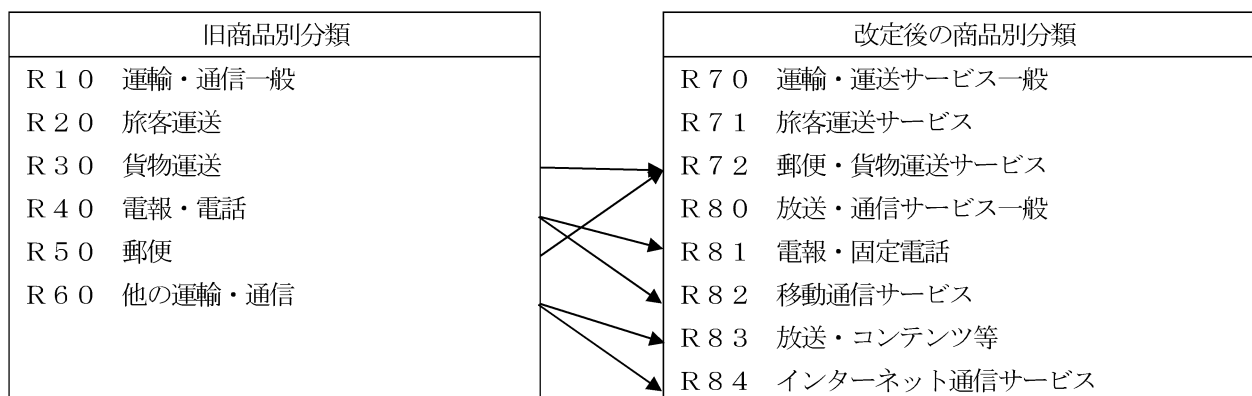 旧商品別分類
Ｒ１０　運輸・通信一般
Ｒ２０　旅客運送
Ｒ３０　貨物運送
Ｒ４０　電報・電話
Ｒ５０　郵便
Ｒ６０　他の運輸・通信
改定後の商品別分類
Ｒ７０　運輸・運送サービス一般
Ｒ７１　旅客運送サービス
Ｒ７２　郵便・貨物運送サービス
Ｒ８０　放送・通信サービス一般
Ｒ８１　電報・固定電話
Ｒ８２　移動通信サービス
Ｒ８３　放送・コンテンツ等
Ｒ８４　インターネット通信サービス